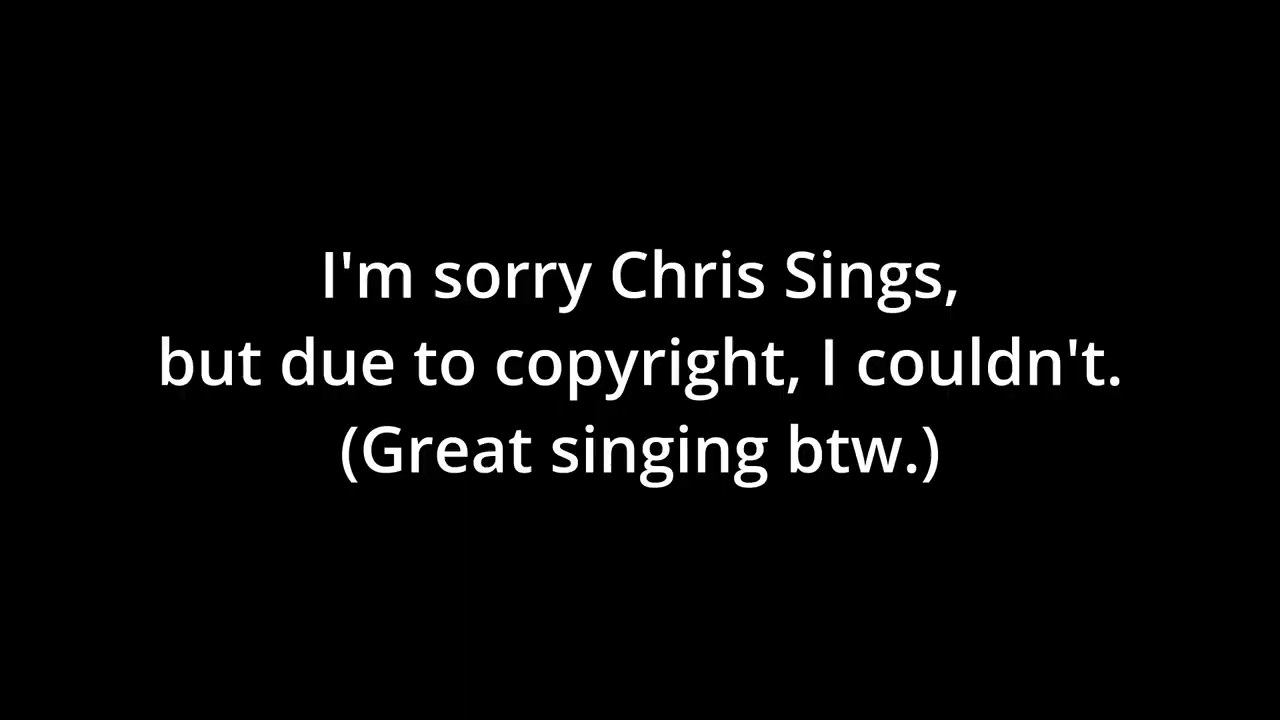 I'm sorry Chris Sings,
but due to copyright, I couldn't.
(Great singing btw.)